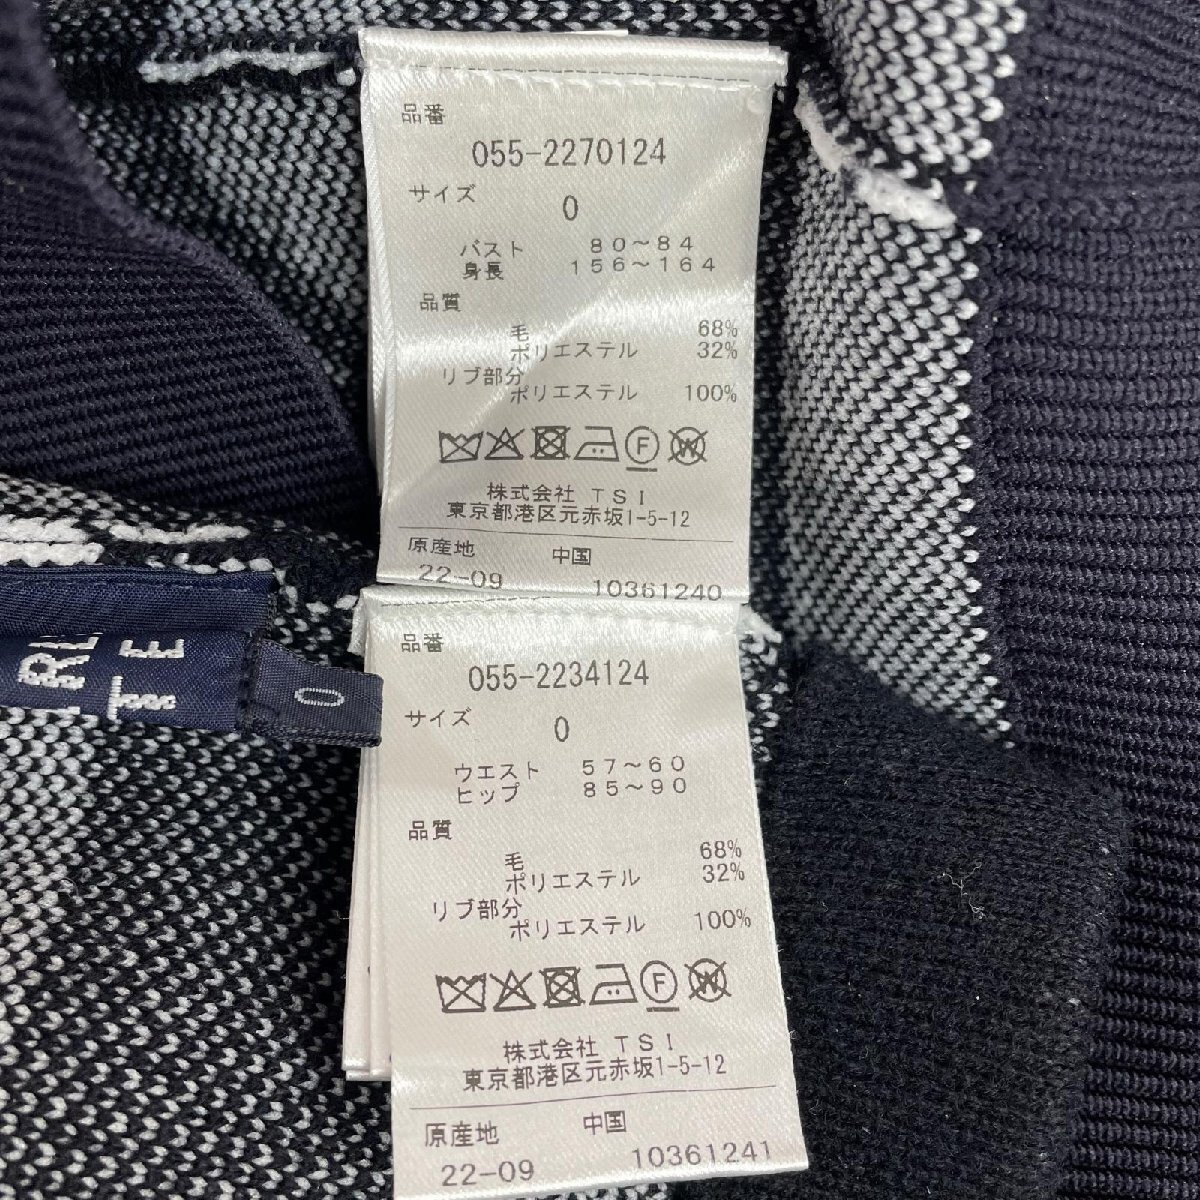 品番
055-2270124
サイズ
0
バスト 80～84
身長 156～164
品質
毛 68%
ポリエステル 32%
リブ部分
ポリエステル 100%
F
W
株式会社 TSI
東京都港区元赤坂1-5-12
原産地 中国
22-09 10361240
品番
055-2234124
サイズ
0
ウエスト 57～60
ヒップ 85～90
品質
毛 68%
ポリエステル 32%
リブ部分
ポリエステル 100%
F
W
株式会社 TSI
東京都港区元赤坂1-5-12
原産地 中国
22-09 10361241
0